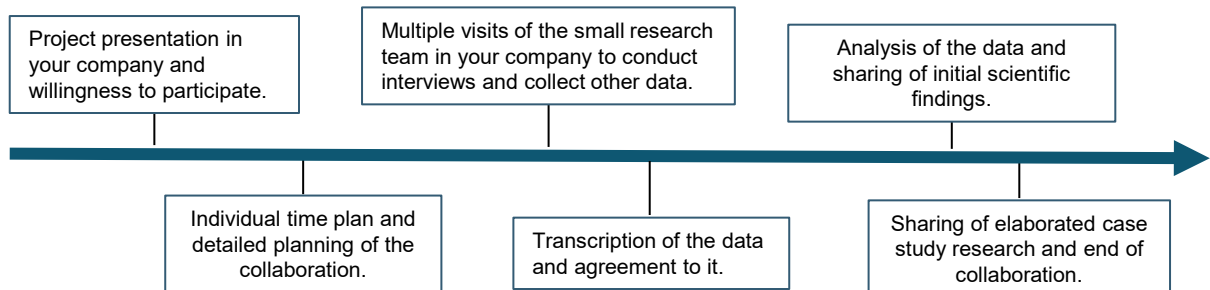 Project presentation in
your company and
willingness to participate.
Individual time plan and
detailed planning of the
collaboration.
Multiple visits of the small research
team in your company to conduct
interviews and collect other data.
Transcription of the data
and agreement to it.
Analysis of the data and
sharing of initial scientific
findings.
Sharing of elaborated case
study research and end of
collaboration.